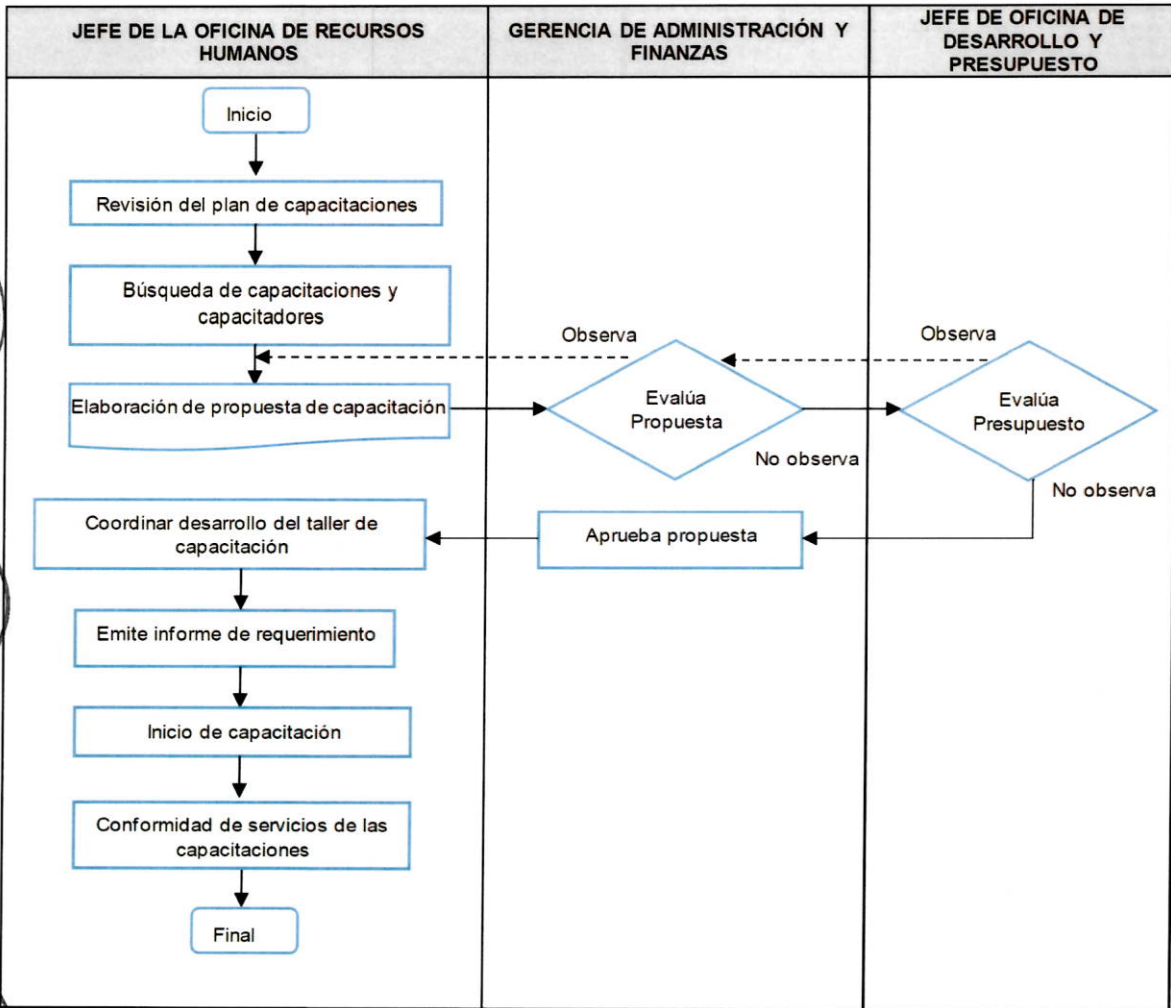 JEFE DE LA OFICINA DE RECURSOS
HUMANOS
GERENCIA DE ADMINISTRACIÓN Y
FINANZAS
JEFE DE OFICINA DE
DESARROLLO Y
PRESUPUESTO
Inicio
Revisión del plan de capacitaciones
Búsqueda de capacitaciones y
capacitadores
Observa
Observa
Elaboración de propuesta de capacitación
Evalúa
Propuesta
Evalúa
Presupuesto
No observa
No observa
Coordinar desarrollo del taller de
capacitación
Aprueba propuesta
Emite informe de requerimiento
Inicio de capacitación
Conformidad de servicios de las
capacitaciones
Final